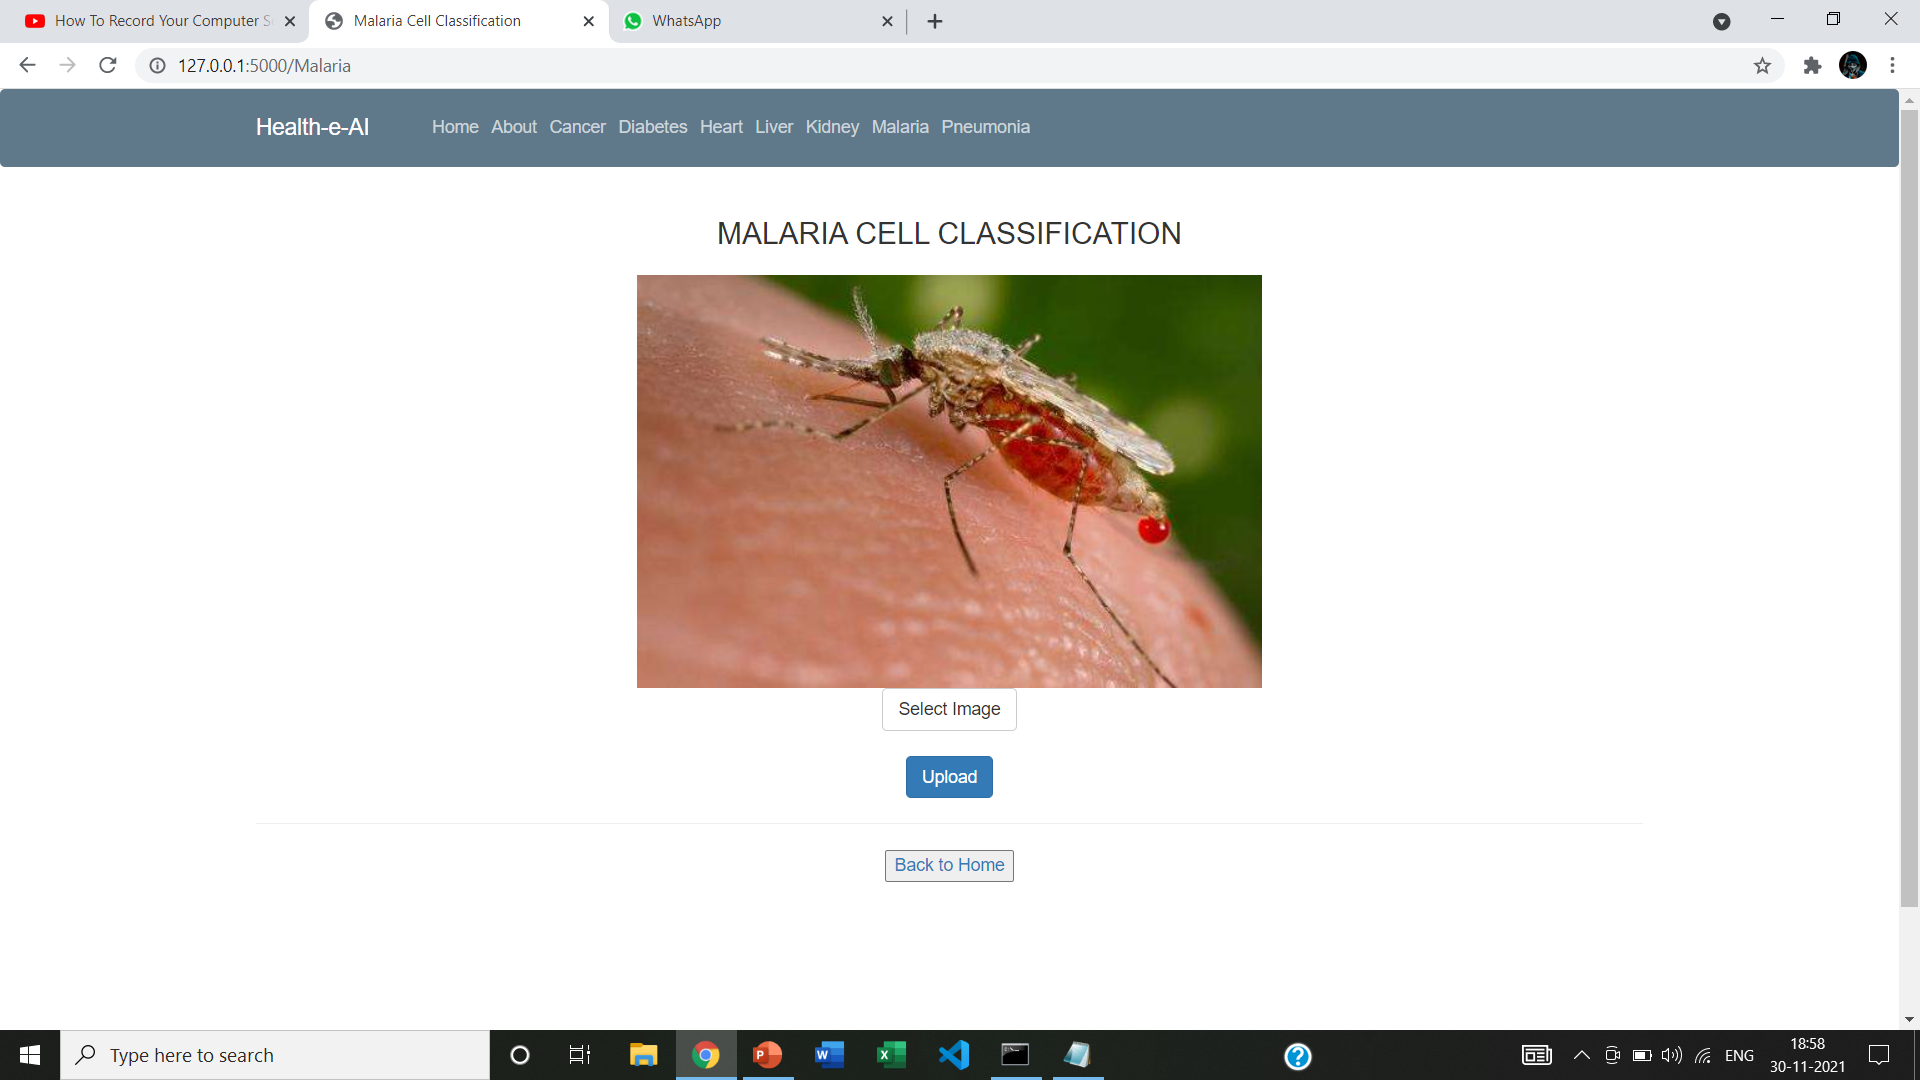 How To Record Your Computer S
Malaria Cell Classification
WhatsApp
127.0.0.1:5000/Malaria
Health-e-AI
Home About Cancer Diabetes Heart Liver Kidney Malaria Pneumonia
MALARIA CELL CLASSIFICATION
Select Image
Upload
Back to Home
Type here to search
ENG
18:58
30-11-2021